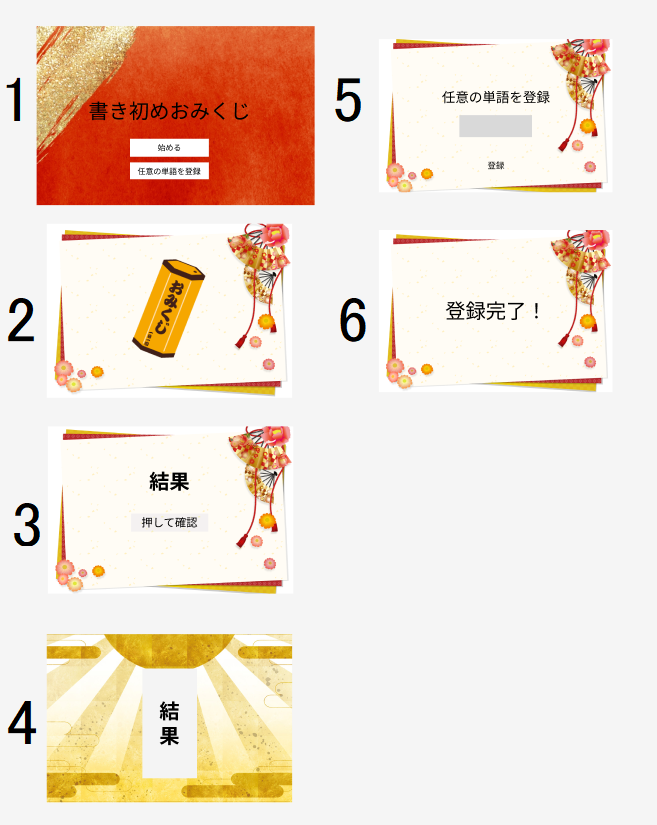 1
書き初めおみくじ
始める
任意の単語を登録
2
おみくじ
3
結果
押して確認
4
結果
5
任意の単語を登録
登録
6
登録完了！